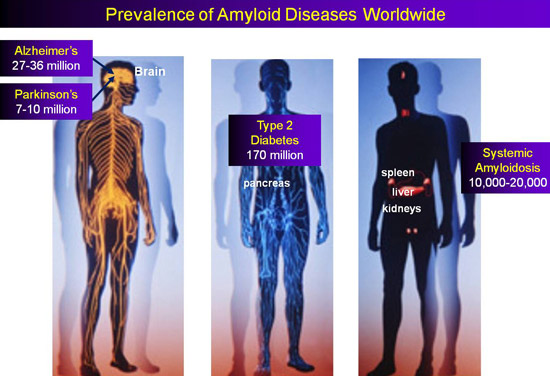 Prevalence of Amyloid Diseases Worldwide
Alzheimer's
27-36 million
Brain
Parkinson's
7-10 million
Type 2
Diabetes
170 million
pancreas
spleen
liver
kidneys
Systemic
Amyloidosis
10,000-20,000